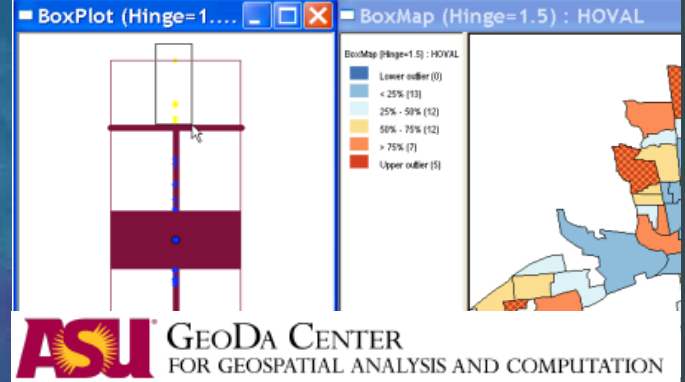 BoxPlot (Hinge=1....
BoxMap (Hinge=1.5) : HOVAL
BoxMap (Hinge=1.5) : HOVAL
Lower outlier (0)
< 25% (13)
25% - 50% (12)
50% - 75% (12)
> 75% (7)
Upper outlier (5)
ASU
GEODA CENTER
FOR GEOSPATIAL ANALYSIS AND COMPUTATION